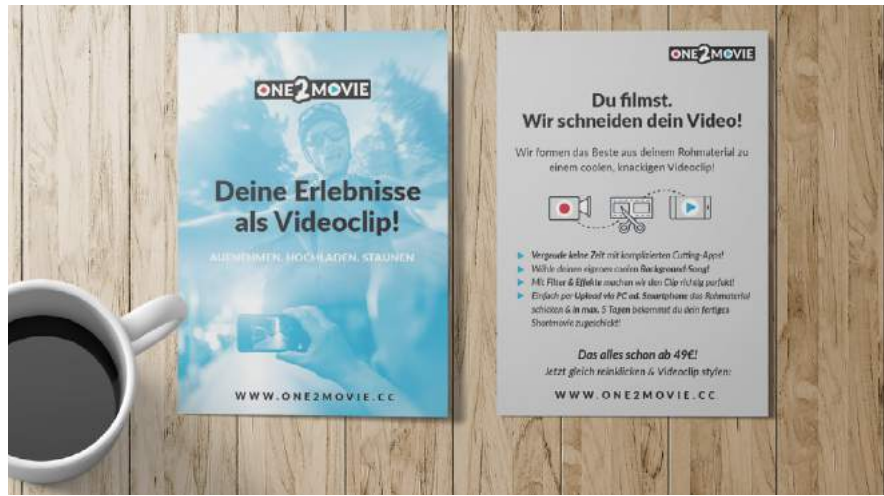 ONE2MOVIE
Deine Erlebnisse
als Videoclip!
AUFNEHMEN. HOCHLADEN. STAUNEN
WWW.ONE2MOVIE.CC
ONE2MOVIE
Du filmst.
Wir schneiden dein Video!
Wir formen das Beste aus deinem Rohmaterial zu
einem coolen, knackigen Videoclip!
Vergeude keine Zeit mit komplizierten Cutting-Apps!
Wähle deinen eigenen coolen Background-Song!
Mit Filter & Effekte machen wir den Clip richtig perfekt!
Einfach per Upload via PC od. Smartphone das Rohmaterial
schicken & in max. 5 Tagen bekommst du dein fertiges
Shortmovie zugeschickt!
Das alles schon ab 49€!
Jetzt gleich reinklicken & Videoclip stylen:
WWW.ONE2MOVIE.CC